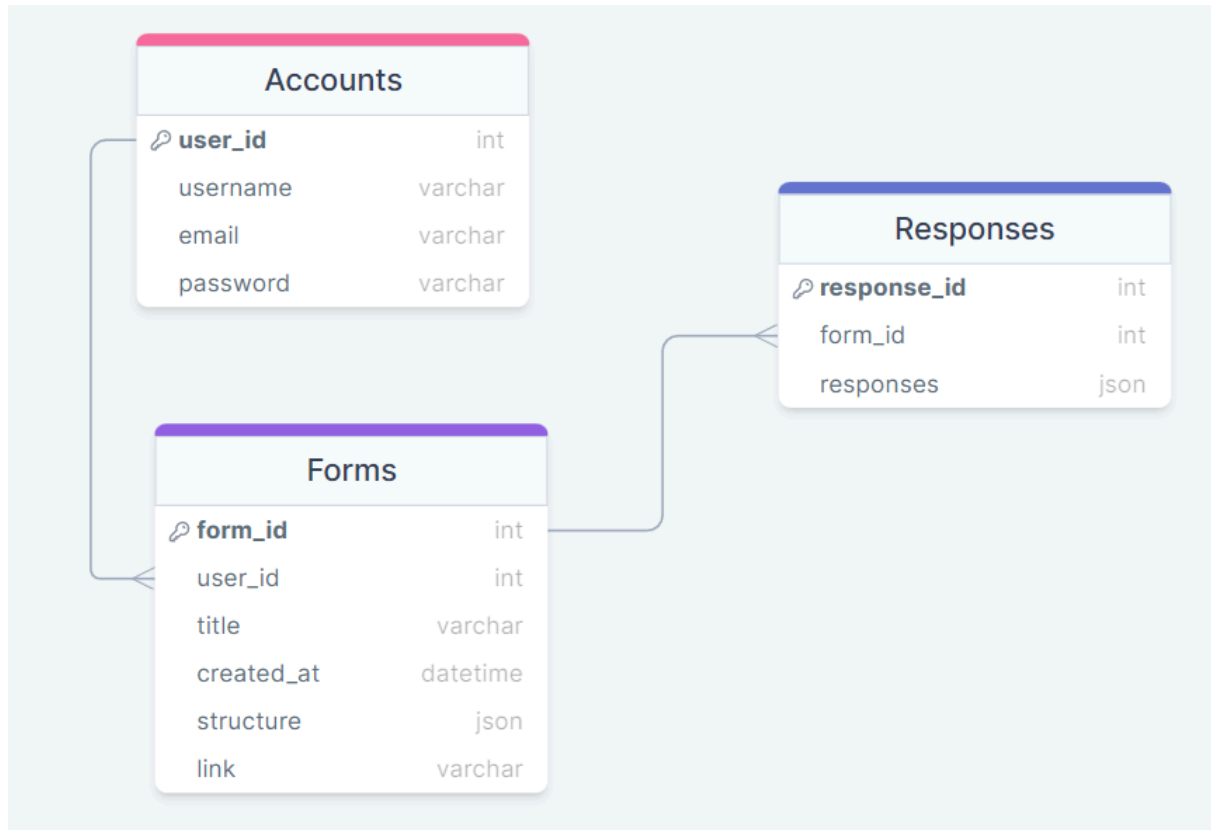 Accounts
user_id int
username varchar
email varchar
password varchar
Responses
response_id int
form_id int
responses json
Forms
form_id int
user_id int
title varchar
created_at datetime
structure json
link varchar